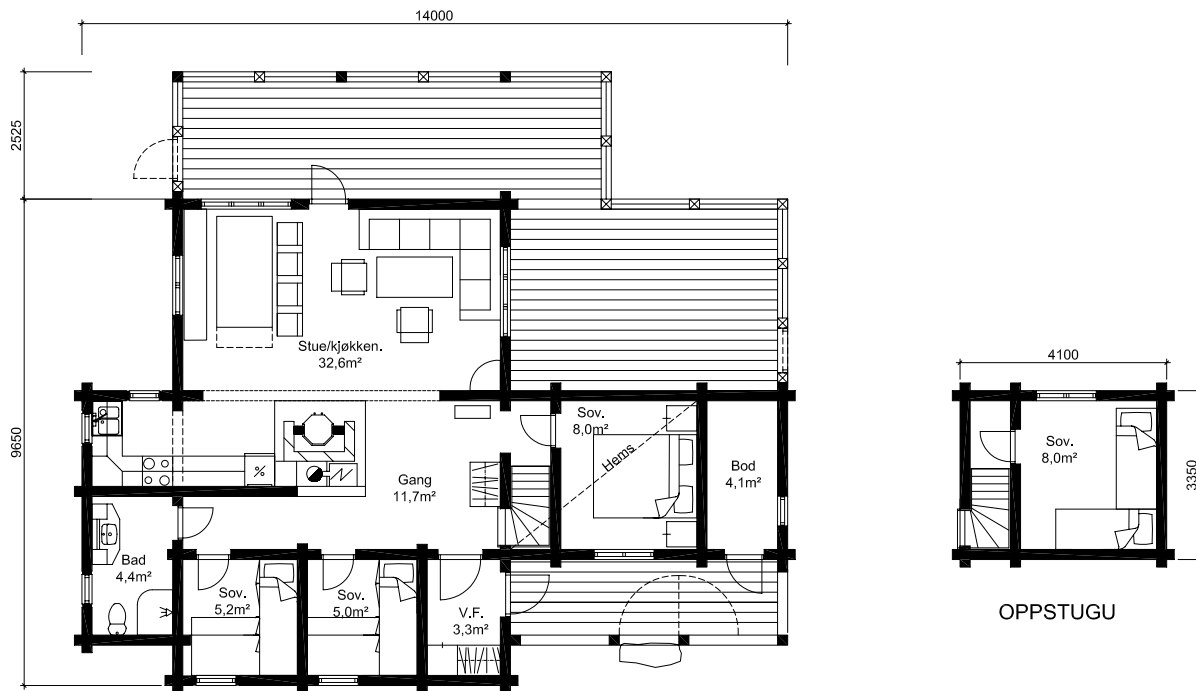 14000
2525
9650
Stue/kjøkken.
32,6m²
Sov.
8,0m²
Hems
Bod
4,1m²
%
Gang
11,7m²
Bad
4,4m²
Sov.
5,2m²
Sov.
5,0m²
V.F.
3,3m²
4100
Sov.
8,0m²
3350
OPPSTUGU